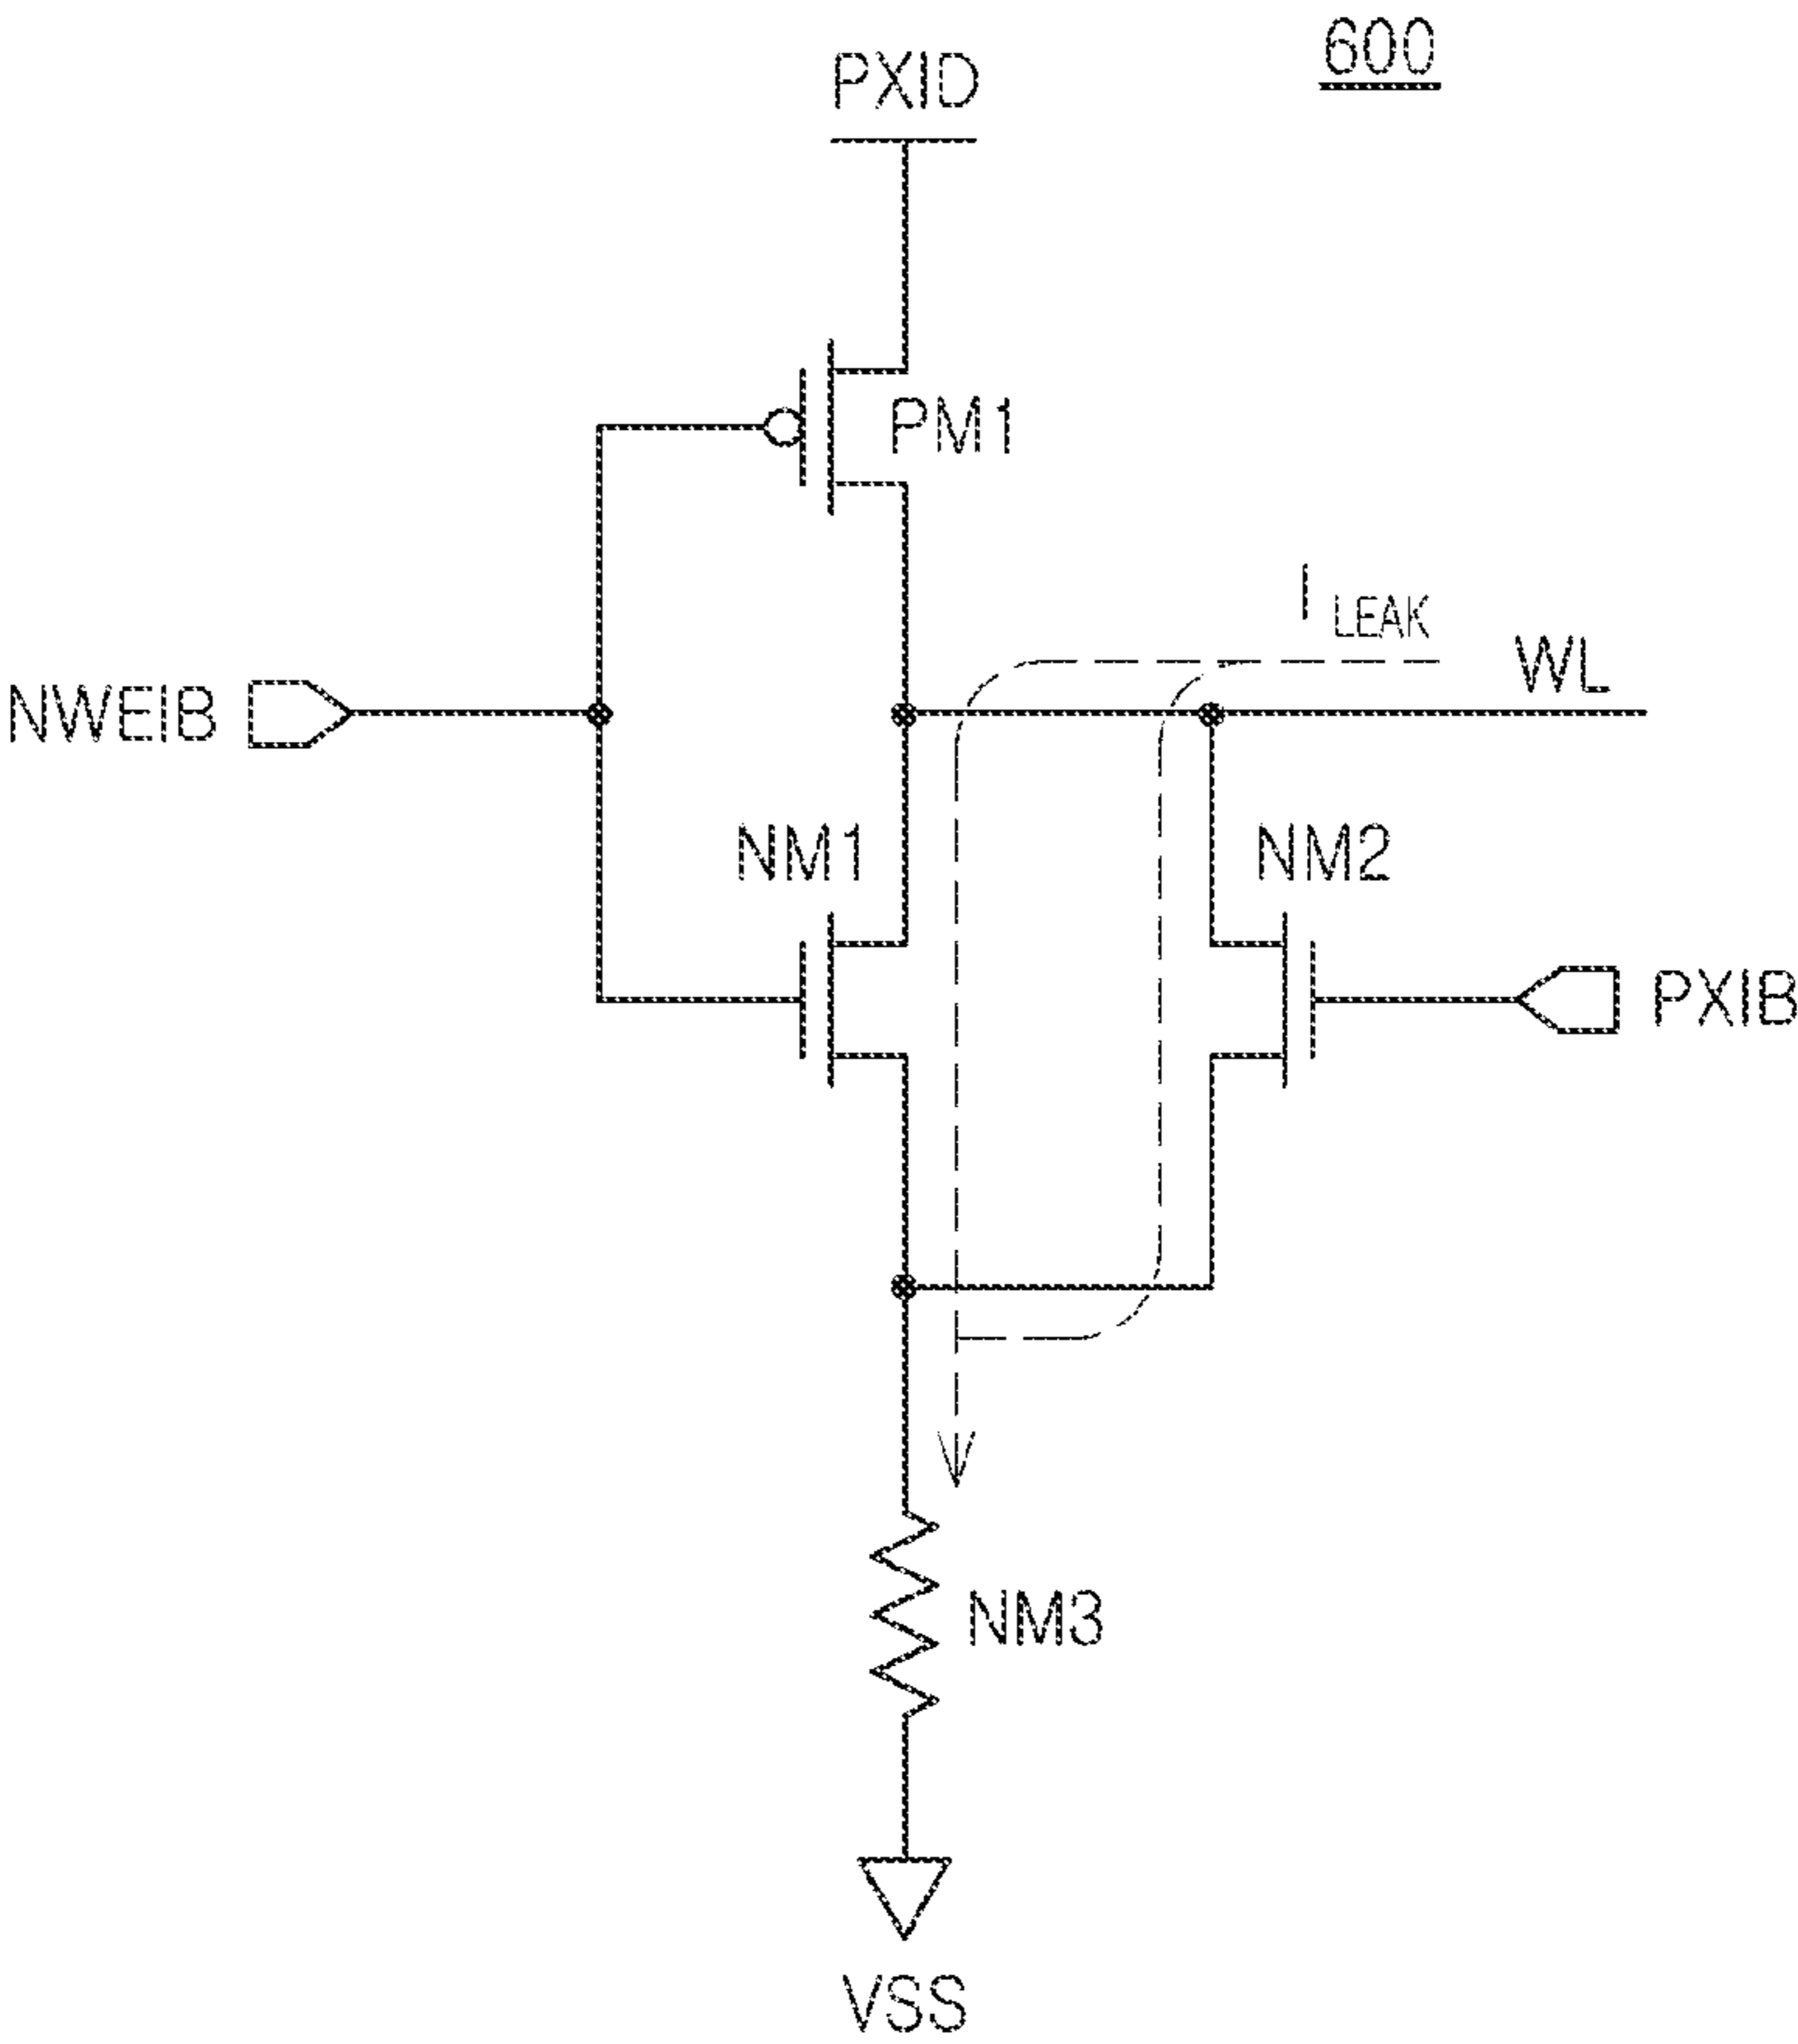 600
PXID
PM1
I LEAK
WL
NWEIB
NM1
NM2
PXIB
NM3
VSS